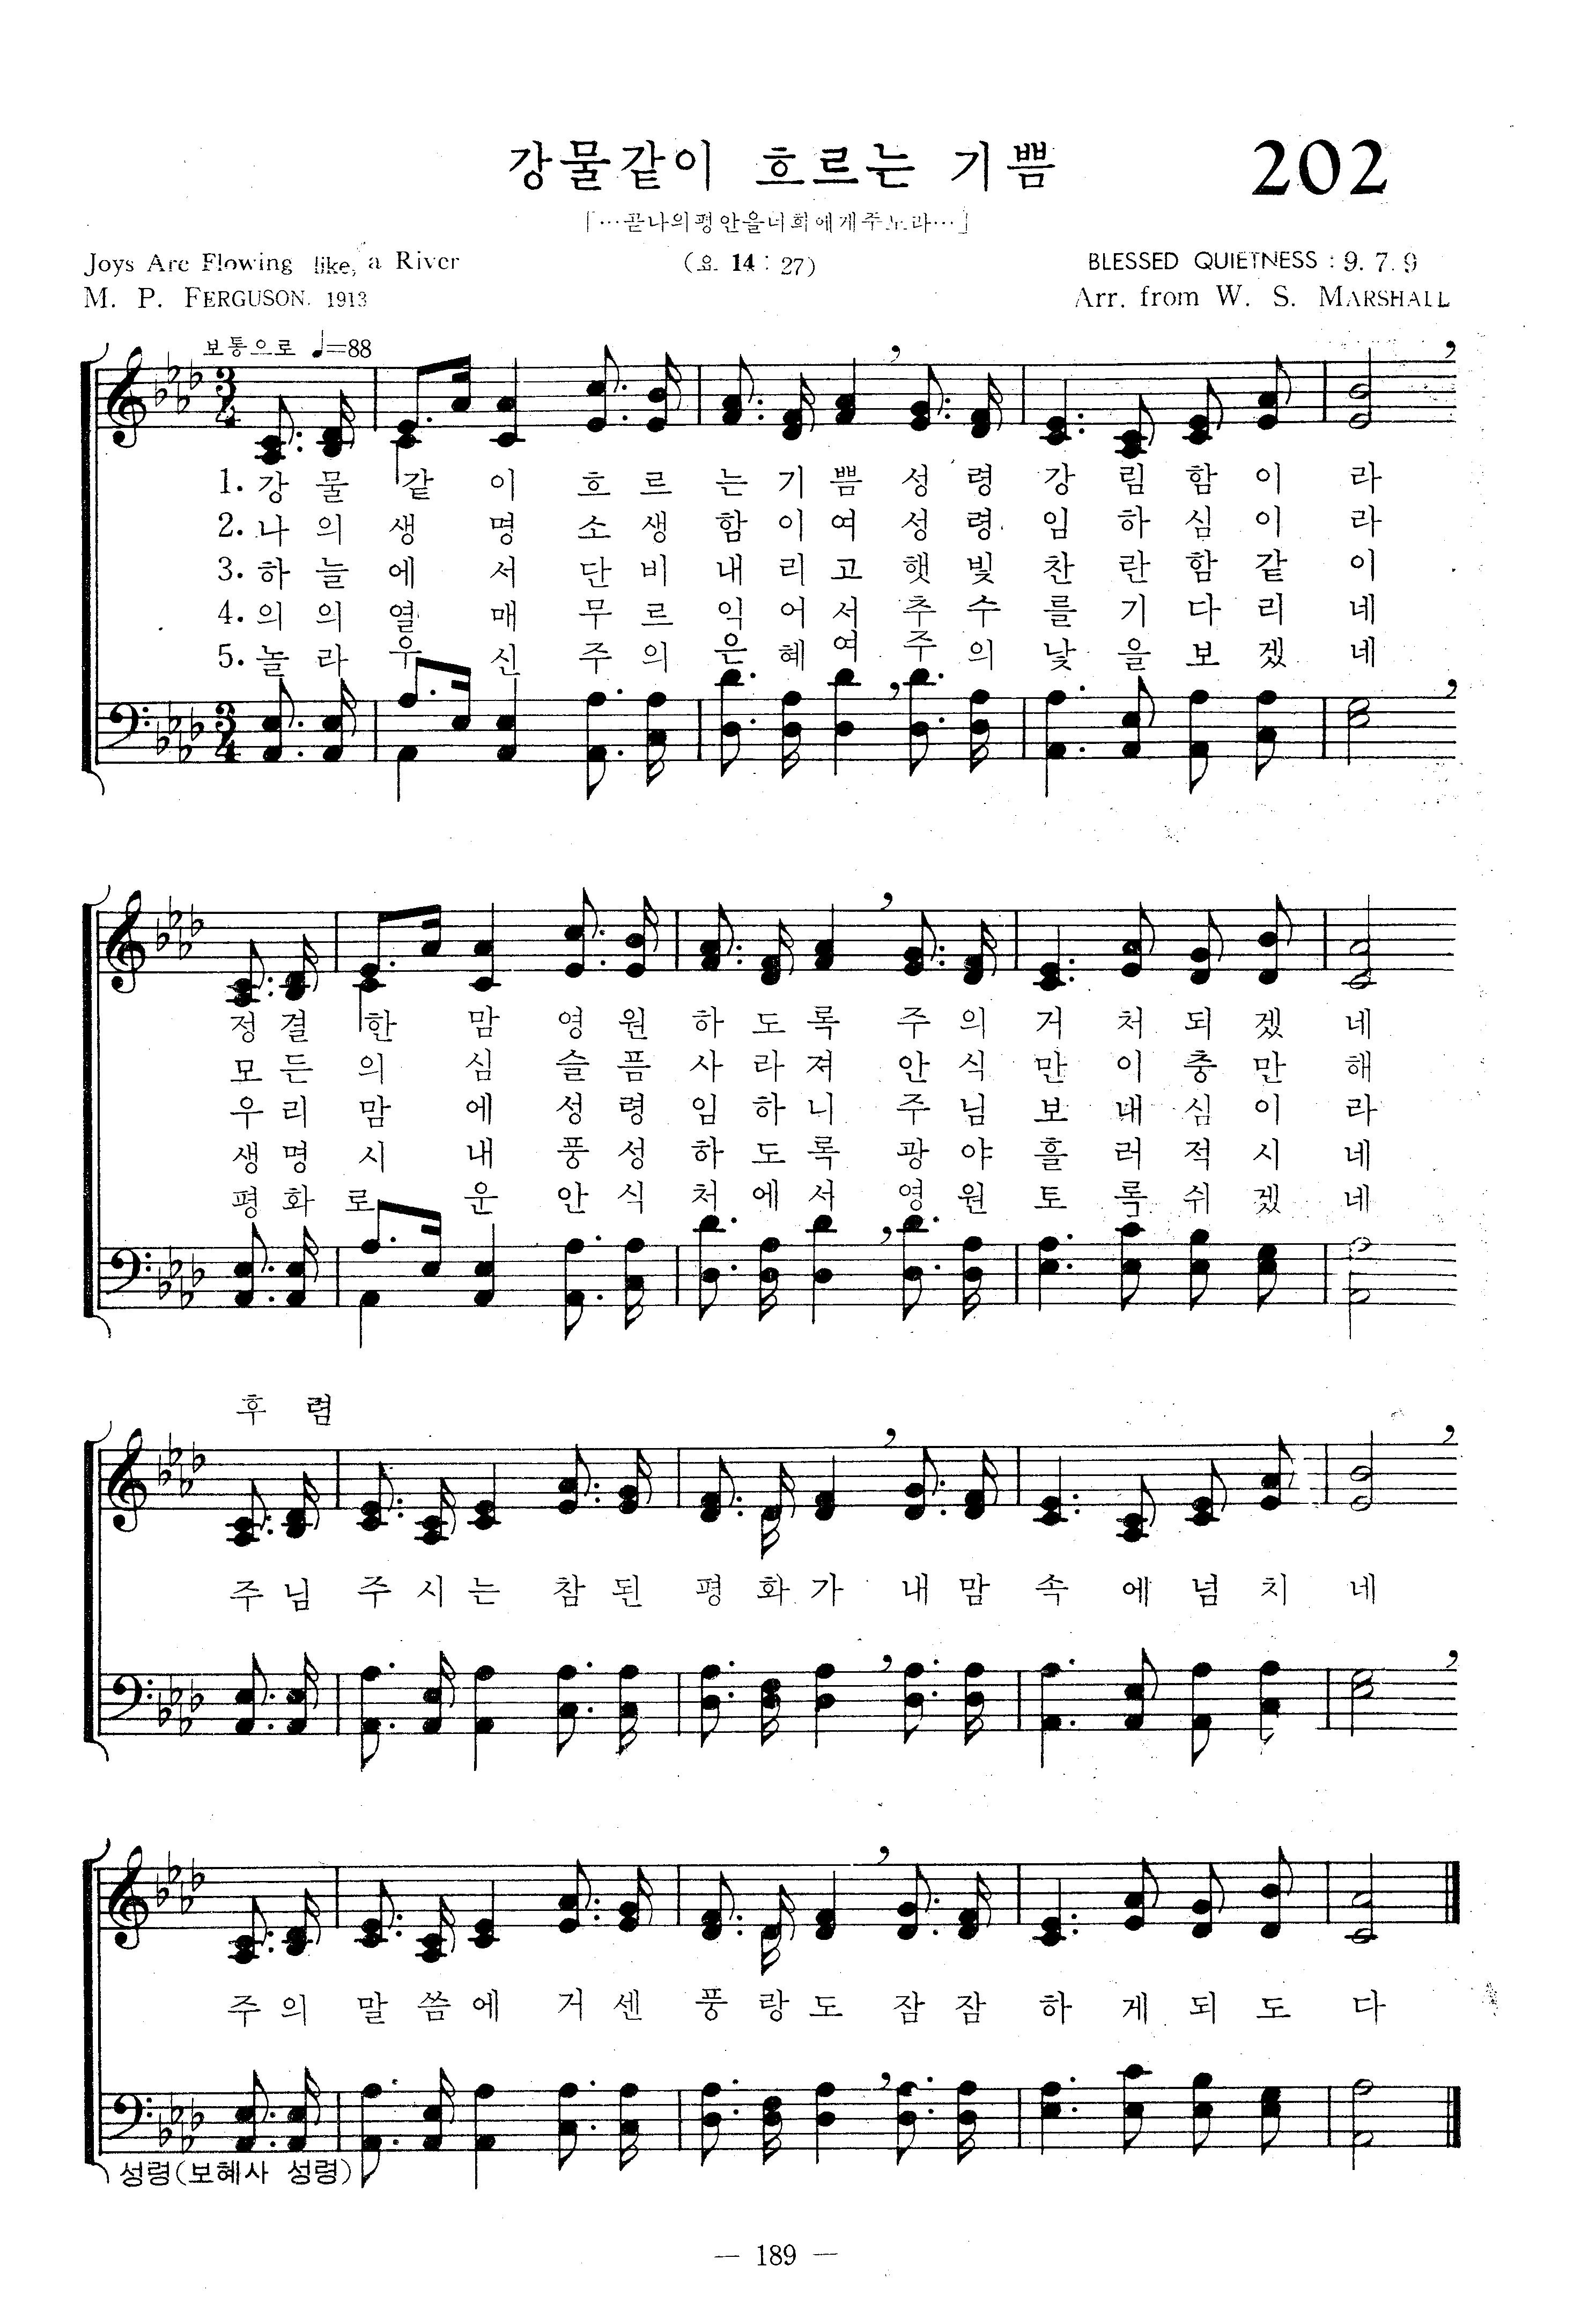 강물같이 흐르는 기쁨 202
「…곧나의평안을너희에게주노라…」
Joys Are Flowing like, a River (요. 14 : 27) BLESSED QUIETNESS : 9. 7. 9
M. P. FERGUSON. 1913 Arr. from W. S. MARSHALL
보통으로 ♩=88
1. 강 물 같 이 흐 르 는 기 쁨 성 령 강 림 함 이 라
2. 나 의 생 명 소 생 함 이 여 성 령 임 하 심 이 라
3. 하 늘 에 서 단 비 내 리 고 햇 빛 찬 란 함 같 이
4. 의 의 열 매 무 르 익 어 서 추 수 를 기 다 리 네
5. 놀 라 우 신 주 의 은 혜 여 주 의 낯 을 보 겠 네
정 결 한 맘 영 원 하 도 록 주 의 거 처 되 겠 네
모 든 의 심 슬 픔 사 라 져 안 식 만 이 충 만 해
우 리 맘 에 성 령 임 하 니 주 님 보 내 심 이 라
생 명 시 내 풍 성 하 도 록 광 야 흘 러 적 시 네
평 화 로 운 안 식 처 에 서 영 원 토 록 쉬 겠 네
후 렴
주 님 주 시 는 참 된 평 화 가 내 맘 속 에 넘 치 네
주 의 말 씀 에 거 센 풍 랑 도 잠 잠 하 게 되 도 다
성령(보혜사 성령)
— 189 —